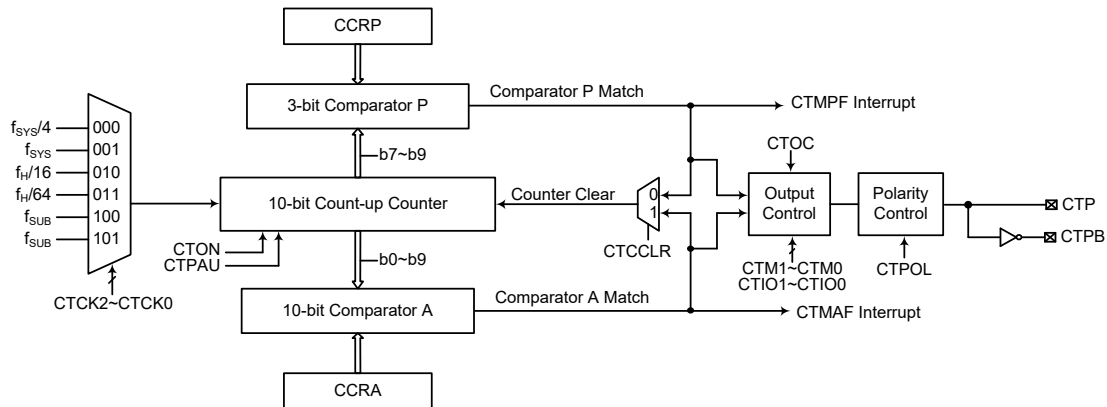 CCRP
3-bit Comparator P
Comparator P Match
CTMPF Interrupt
b7~b9
fSYS/4
fSYS
fH/16
fH/64
fSUB
fSUB
000
001
010
011
100
101
CTCK2~CTCK0
10-bit Count-up Counter
CTON
CTPAU
Counter Clear
0
1
CTCCLR
CTOC
Output
Control
CTM1~CTM0
CTIO1~CTIO0
Polarity
Control
CTPOL
CTP
CTPB
b0~b9
10-bit Comparator A
Comparator A Match
CTMAF Interrupt
CCRA